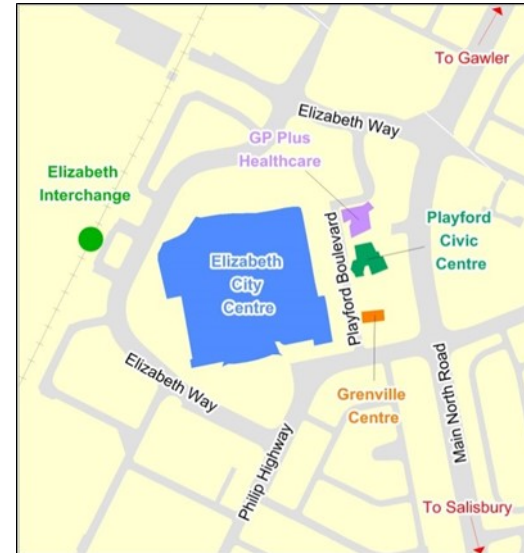 To Gawler
Elizabeth Way
GP Plus
Healthcare
Elizabeth
Interchange
Playford
Civic
Centre
Playford Boulevard
Elizabeth
City
Centre
Elizabeth Way
Grenville
Centre
Philip Highway
Main North Road
To Salisbury